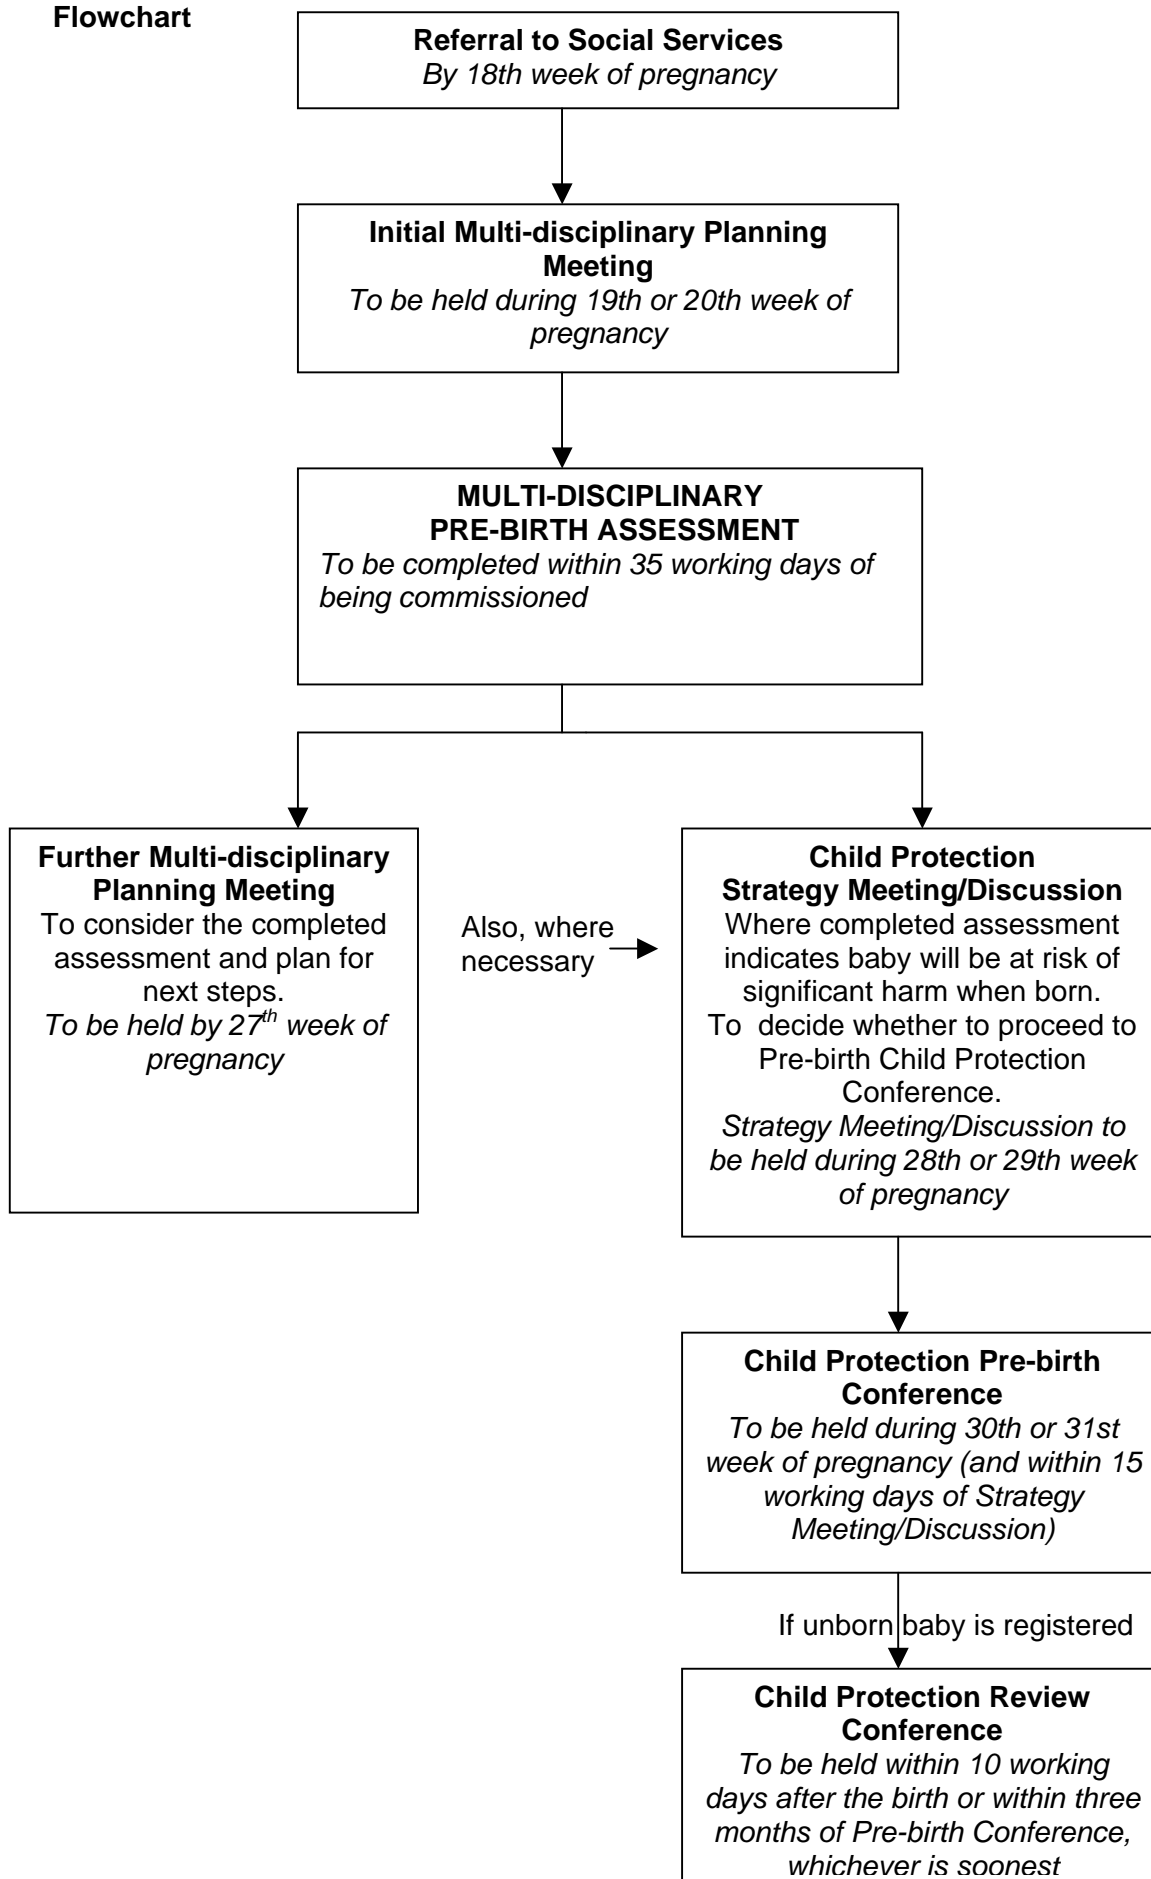 Flowchart
Referral to Social Services
By 18th week of pregnancy
Initial Multi-disciplinary Planning
Meeting
To be held during 19th or 20th week of
pregnancy
MULTI-DISCIPLINARY
PRE-BIRTH ASSESSMENT
To be completed within 35 working days of
being commissioned
Further Multi-disciplinary
Planning Meeting
To consider the completed
assessment and plan for
next steps.
To be held by 27th week of
pregnancy
Also, where
necessary
Child Protection
Strategy Meeting/Discussion
Where completed assessment
indicates baby will be at risk of
significant harm when born.
To decide whether to proceed to
Pre-birth Child Protection
Conference.
Strategy Meeting/Discussion to
be held during 28th or 29th week
of pregnancy
Child Protection Pre-birth
Conference
To be held during 30th or 31st
week of pregnancy (and within 15
working days of Strategy
Meeting/Discussion)
If unborn baby is registered
Child Protection Review
Conference
To be held within 10 working
days after the birth or within three
months of Pre-birth Conference,
whichever is soonest